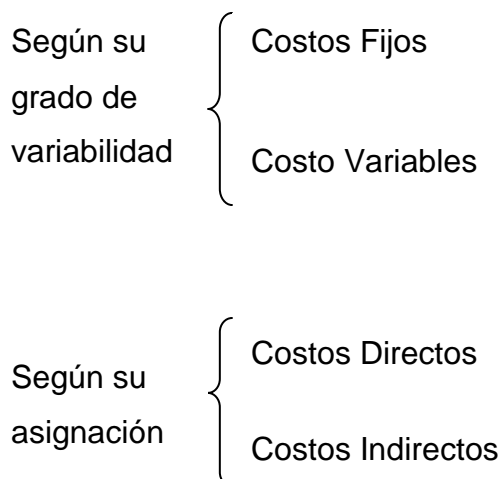 Según su
grado de
variabilidad
Costos Fijos
Costo Variables
Según su
asignación
Costos Directos
Costos Indirectos